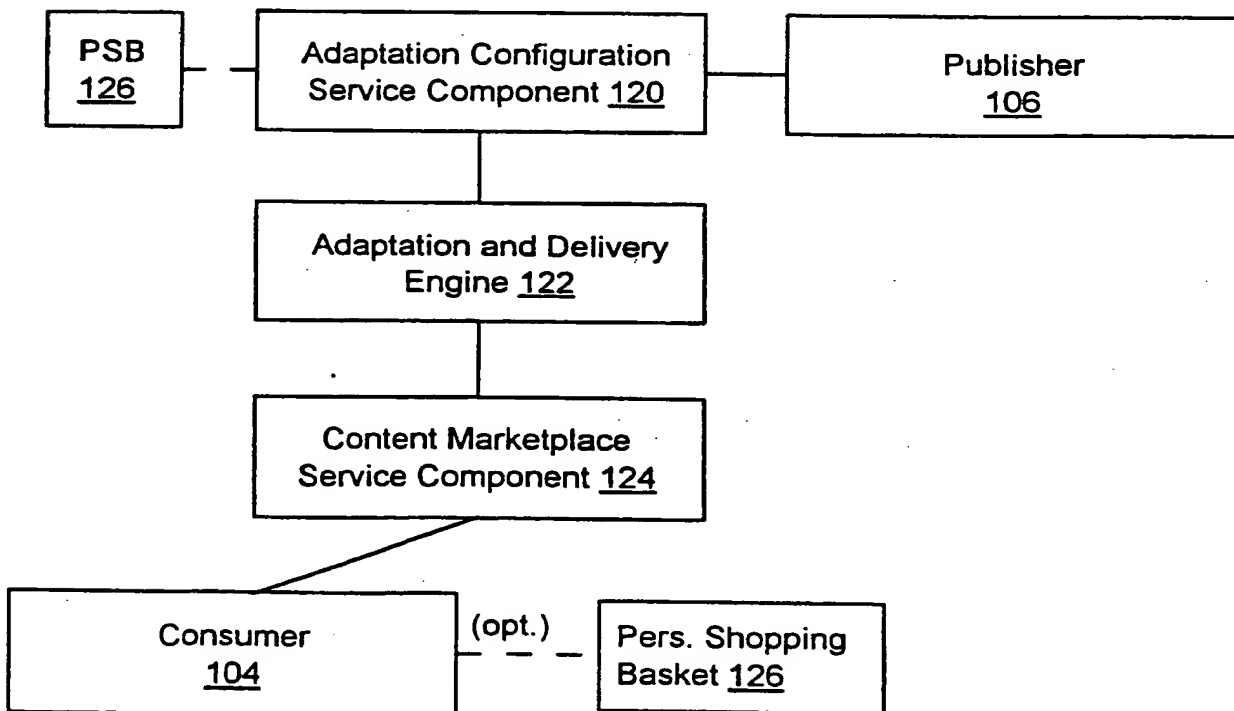 PSB
126
Adaptation Configuration
Service Component 120
Publisher
106
Adaptation and Delivery
Engine 122
Content Marketplace
Service Component 124
Consumer
104
(opt.)
Pers. Shopping
Basket 126